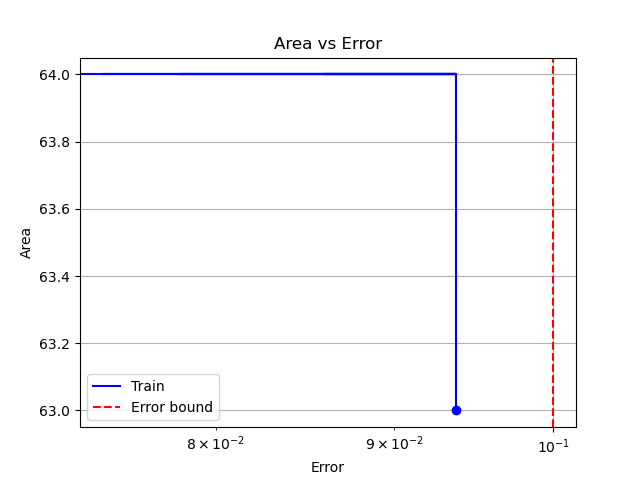 Area vs Error
64.0
63.8
63.6
63.4
63.2
63.0
Area
Train
Error bound
8 × 10⁻²
9 × 10⁻²
10⁻¹
Error